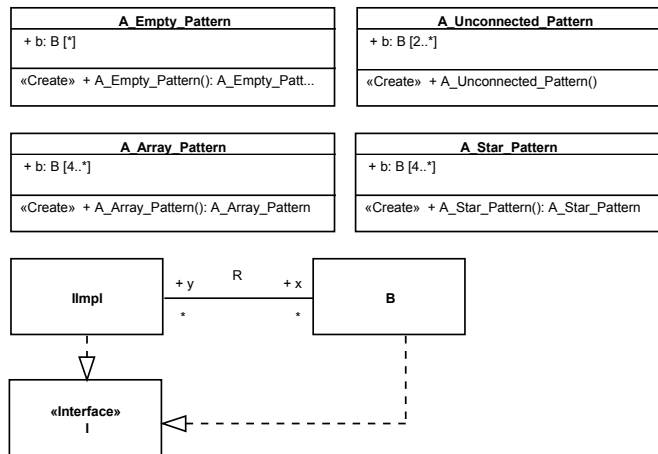 A_Empty_Pattern
+ b: B [*]
«Create» + A_Empty_Pattern(): A_Empty_Patt...
A_Unconnected_Pattern
+ b: B [2..*]
«Create» + A_Unconnected_Pattern()
A_Array_Pattern
+ b: B [4..*]
«Create» + A_Array_Pattern(): A_Array_Pattern
A_Star_Pattern
+ b: B [4..*]
«Create» + A_Star_Pattern(): A_Star_Pattern
IImpl
+ y R + x
* *
B
«Interface»
I